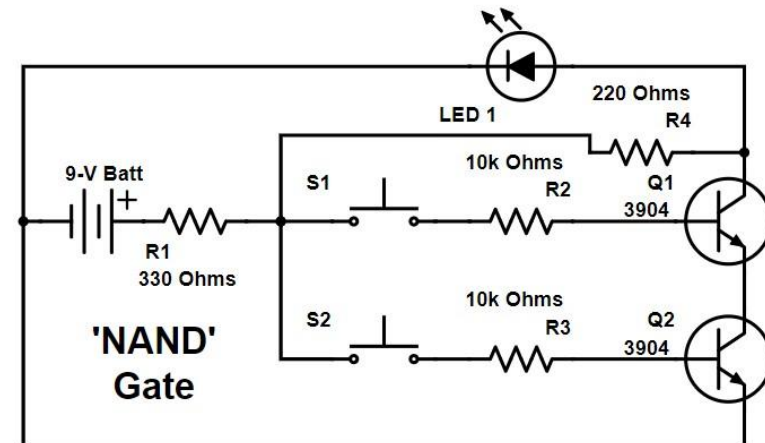 LED 1
220 Ohms
R4
9-V Batt
+
R1
330 Ohms
S1
10k Ohms
R2
Q1
3904
S2
10k Ohms
R3
Q2
3904
'NAND'
Gate